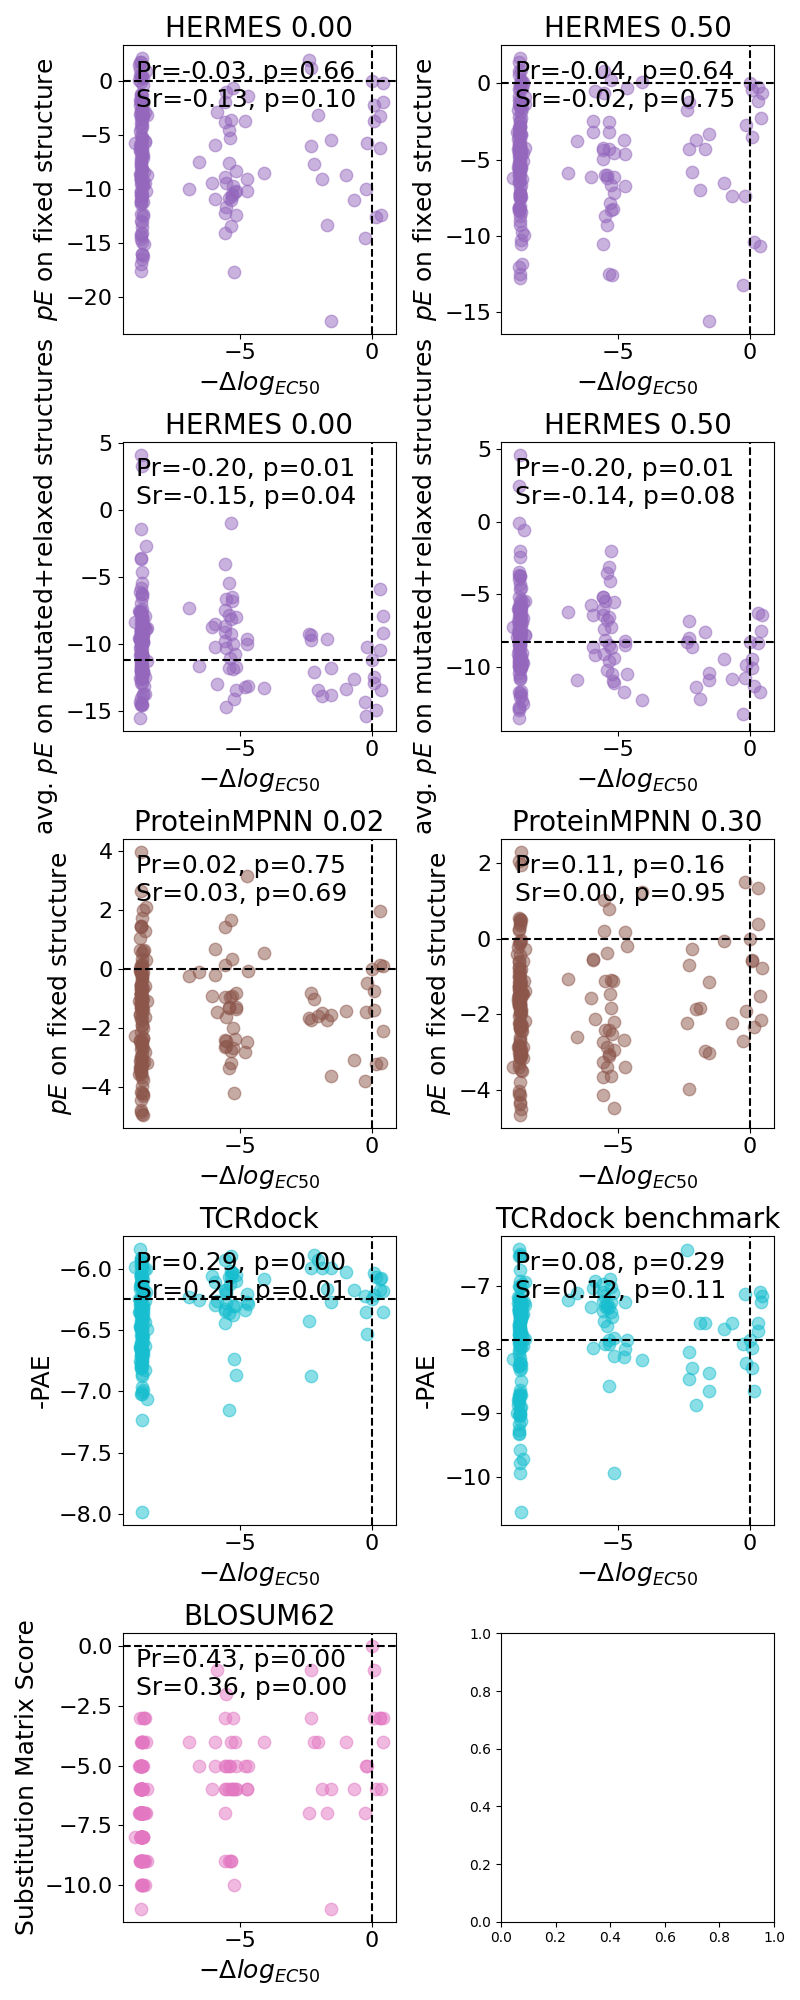 HERMES 0.00
Pr=-0.03, p=0.66
Sr=-0.13, p=0.10
pE on fixed structure
0
−5
−10
−15
−20
−5
0
−Δlog_EC50
HERMES 0.50
Pr=-0.04, p=0.64
Sr=-0.02, p=0.75
pE on fixed structure
0
−5
−10
−15
−5
0
−Δlog_EC50
HERMES 0.00
Pr=-0.20, p=0.01
Sr=-0.15, p=0.04
avg. pE on mutated+relaxed structures
5
0
−5
−10
−15
−5
0
−Δlog_EC50
HERMES 0.50
Pr=-0.20, p=0.01
Sr=-0.14, p=0.08
avg. pE on mutated+relaxed structures
5
0
−5
−10
−5
0
−Δlog_EC50
ProteinMPNN 0.02
Pr=0.02, p=0.75
Sr=0.03, p=0.69
pE on fixed structure
4
2
0
−2
−4
−5
0
−Δlog_EC50
ProteinMPNN 0.30
Pr=0.11, p=0.16
Sr=0.00, p=0.95
pE on fixed structure
2
0
−2
−4
−5
0
−Δlog_EC50
TCRdock
Pr=0.29, p=0.00
Sr=0.21, p=0.01
-PAE
−6.0
−6.5
−7.0
−7.5
−8.0
−5
0
−Δlog_EC50
TCRdock benchmark
Pr=0.08, p=0.29
Sr=0.12, p=0.11
-PAE
−7
−8
−9
−10
−5
0
−Δlog_EC50
BLOSUM62
Pr=0.43, p=0.00
Sr=0.36, p=0.00
Substitution Matrix Score
0.0
−2.5
−5.0
−7.5
−10.0
−5
0
−Δlog_EC50
1.0
0.8
0.6
0.4
0.2
0.0
0.0 0.2 0.4 0.6 0.8 1.0